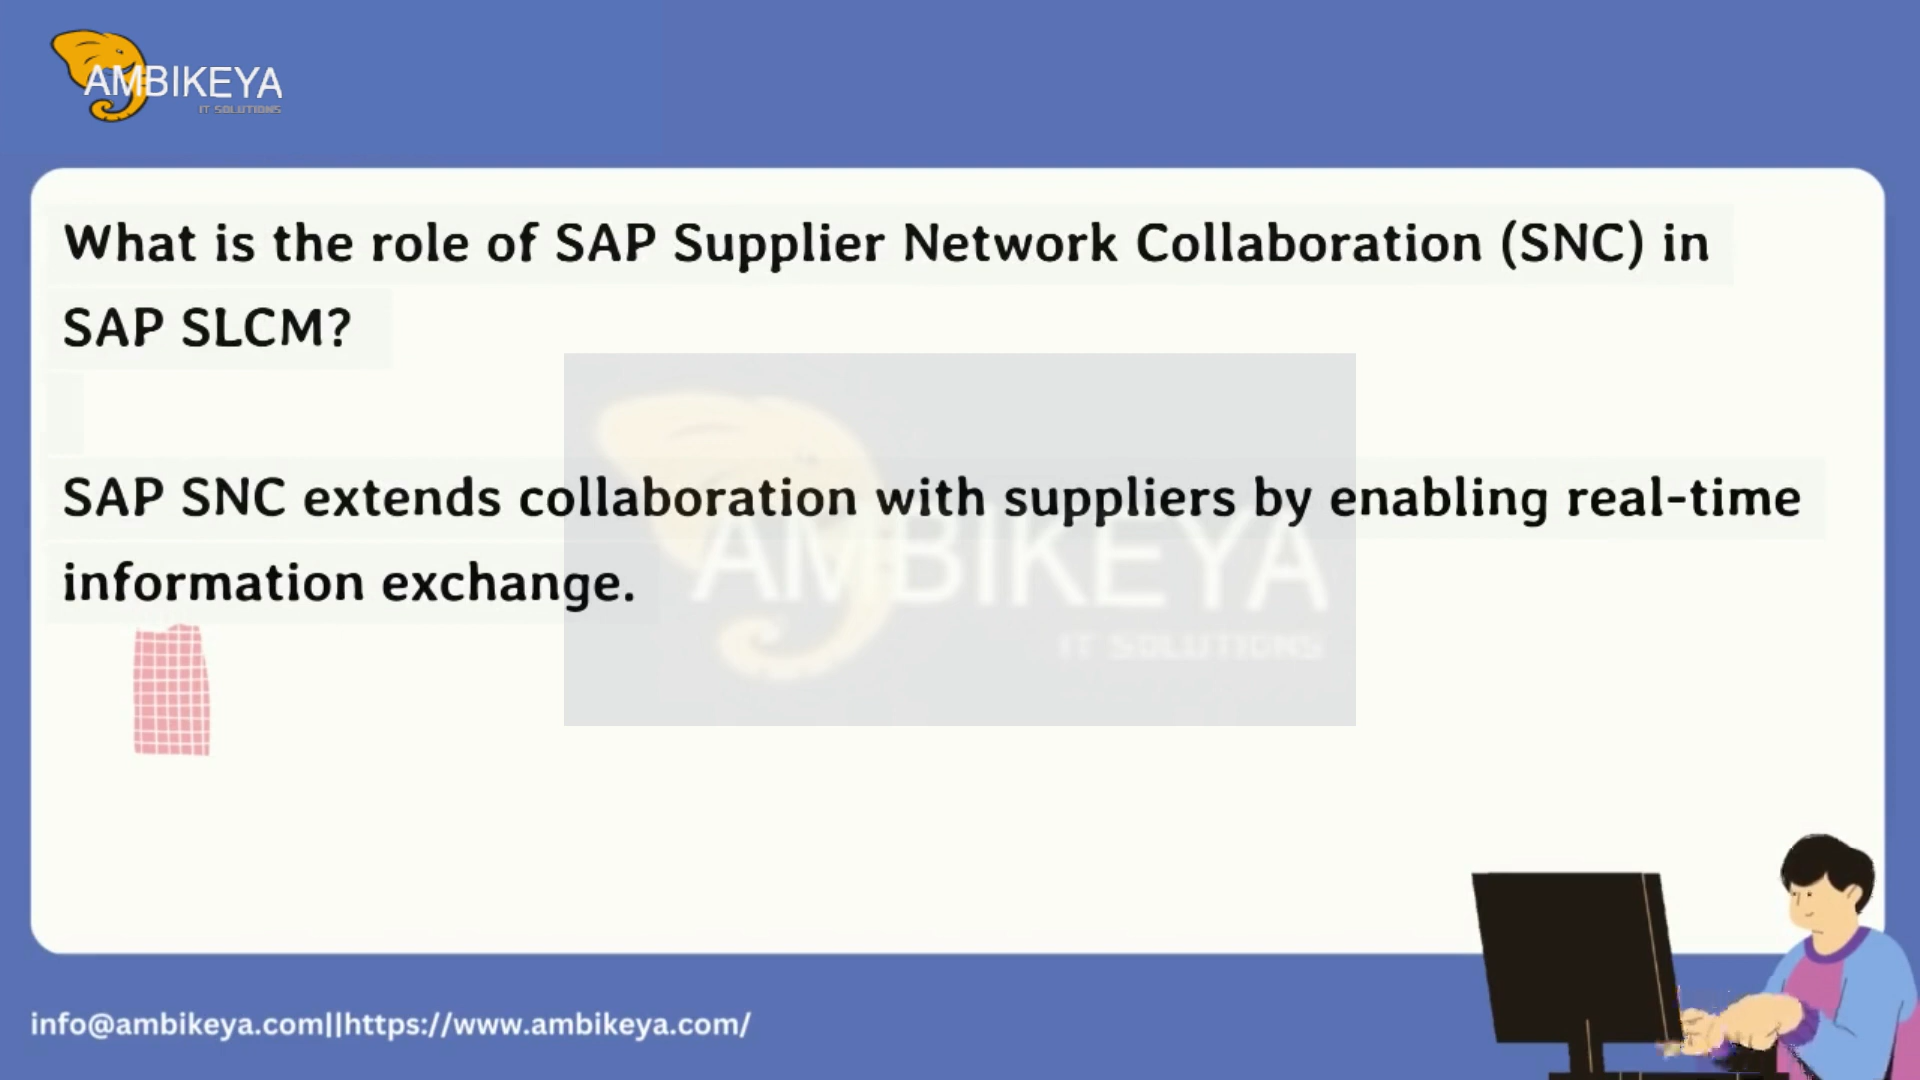 AMBIKEYA
IT SOLUTIONS
What is the role of SAP Supplier Network Collaboration (SNC) in
SAP SLCM?
SAP SNC extends collaboration with suppliers by enabling real-time
information exchange.
AMBIKEYA
IT SOLUTIONS
info@ambikeya.com||https://www.ambikeya.com/